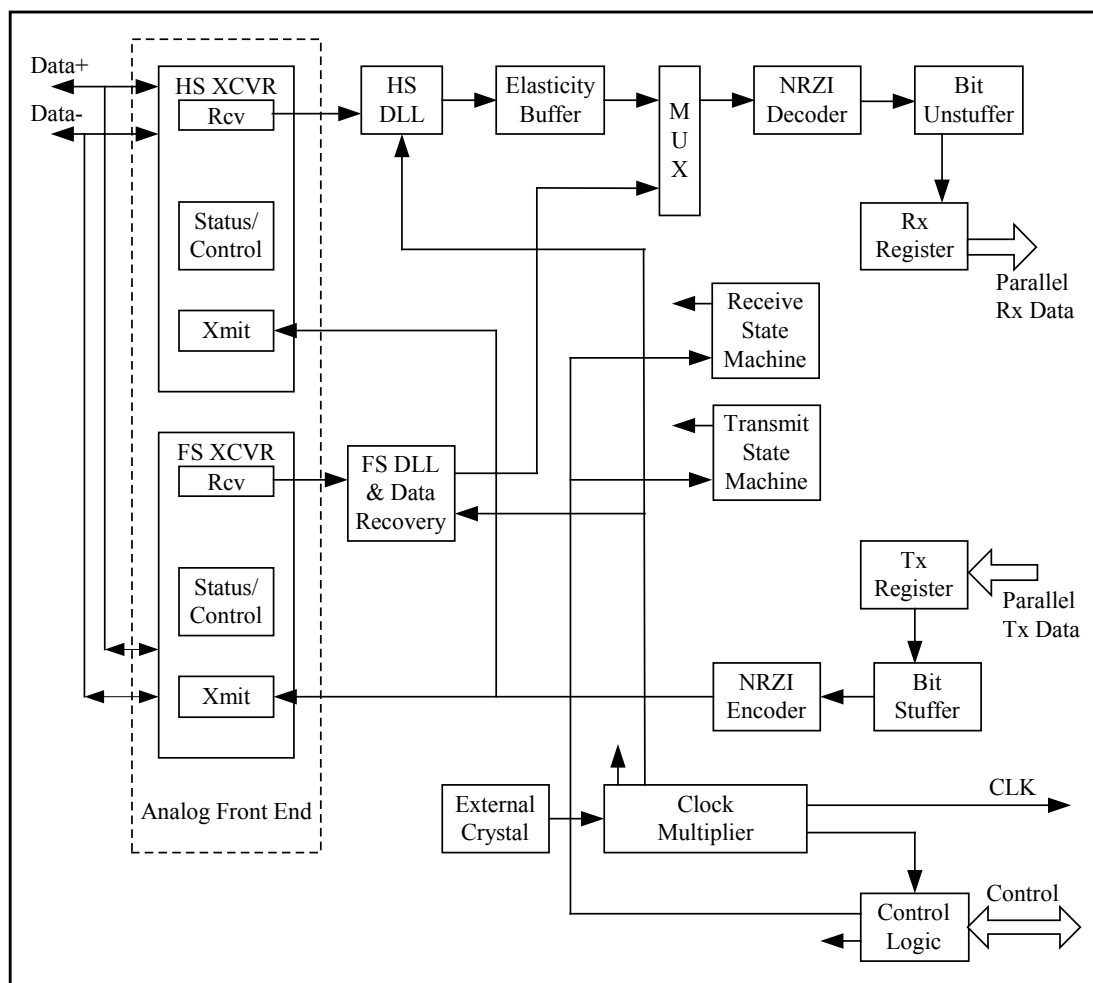 Data+
Data-
HS XCVR
Rcv
Status/
Control
Xmit
HS
DLL
Elasticity
Buffer
M
U
X
NRZI
Decoder
Bit
Unstuffer
Rx
Register
Parallel
Rx Data
Receive
State
Machine
Transmit
State
Machine
FS XCVR
Rcv
Status/
Control
Xmit
FS DLL
& Data
Recovery
Tx
Register
Parallel
Tx Data
NRZI
Encoder
Bit
Stuffer
Analog Front End
External
Crystal
Clock
Multiplier
CLK
Control
Logic
Control